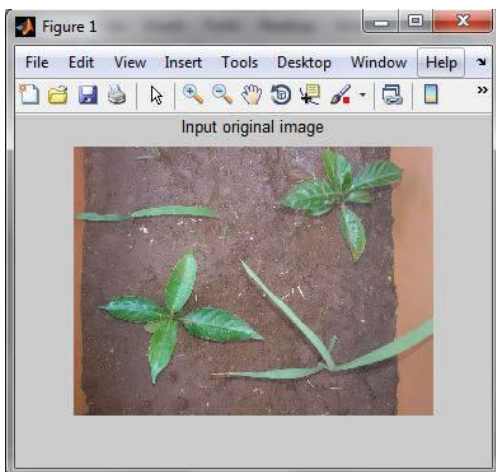 Figure 1
File Edit View Insert Tools Desktop Window Help
Input original image